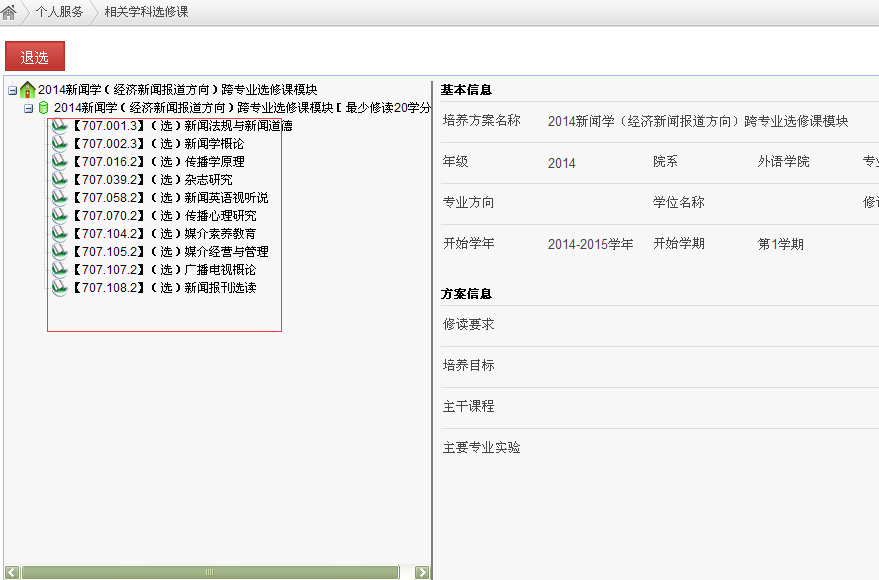 个人服务 相关学科选修课
退选
2014新闻学（经济新闻报道方向）跨专业选修课模块
2014新闻学（经济新闻报道方向）跨专业选修课模块【最少修读20学分
【707.001.3】（选）新闻法规与新闻道德
【707.002.3】（选）新闻学概论
【707.016.2】（选）传播学原理
【707.039.2】（选）杂志研究
【707.058.2】（选）新闻英语视听说
【707.070.2】（选）传播心理研究
【707.104.2】（选）媒介素养教育
【707.105.2】（选）媒介经营与管理
【707.107.2】（选）广播电视概论
【707.108.2】（选）新闻报刊选读
基本信息
培养方案名称 2014新闻学（经济新闻报道方向）跨专业选修课模块
年级 2014 院系 外语学院 专
专业方向 学位名称 修
开始学年 2014-2015学年 开始学期 第1学期
方案信息
修读要求
培养目标
主干课程
主要专业实验